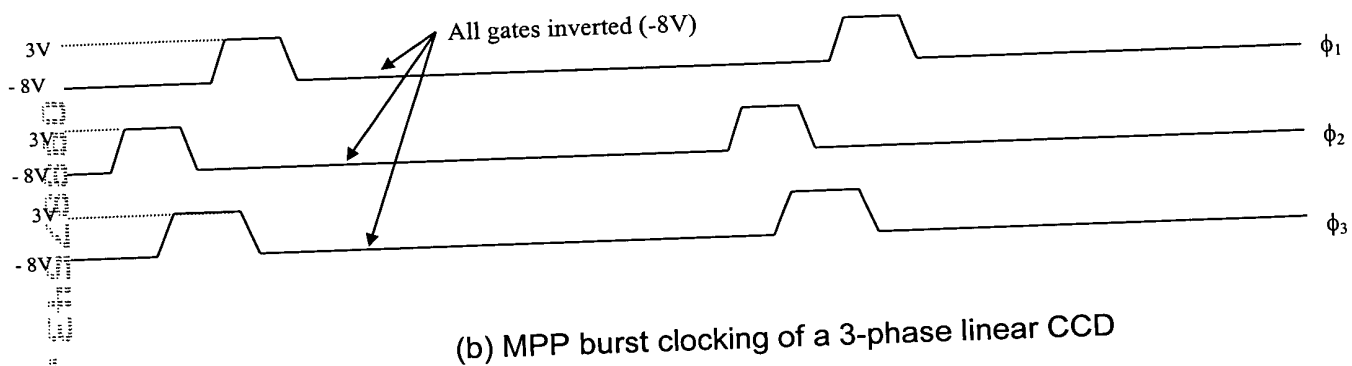 All gates inverted (-8V)
3V
- 8V
ϕ1
3V
- 8V
ϕ2
3V
- 8V
ϕ3
(b) MPP burst clocking of a 3-phase linear CCD